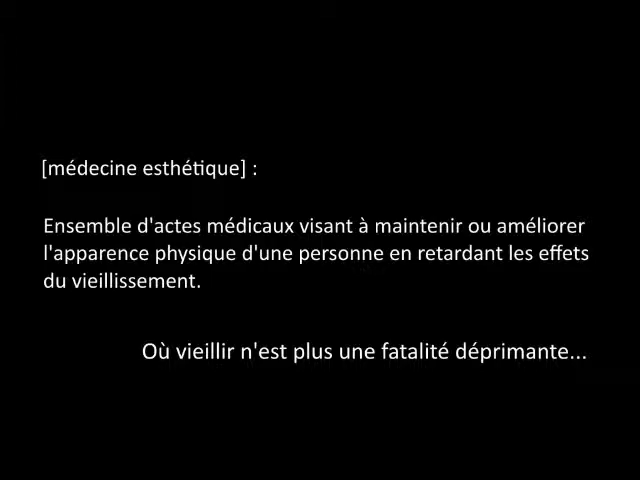 [médecine esthétique] :
Ensemble d'actes médicaux visant à maintenir ou améliorer
l'apparence physique d'une personne en retardant les effets
du vieillissement.
Où vieillir n'est plus une fatalité déprimante...